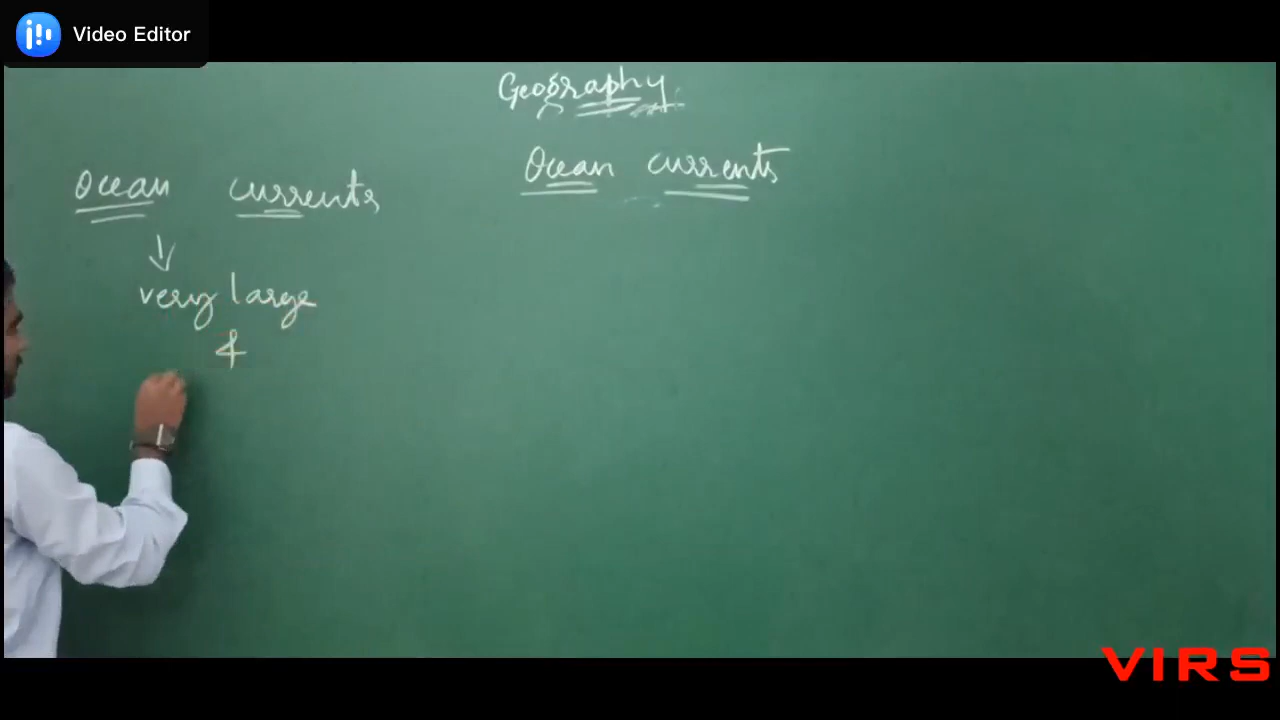 Video Editor
Geography
Ocean currents
Ocean currents
very large
&
VIRS